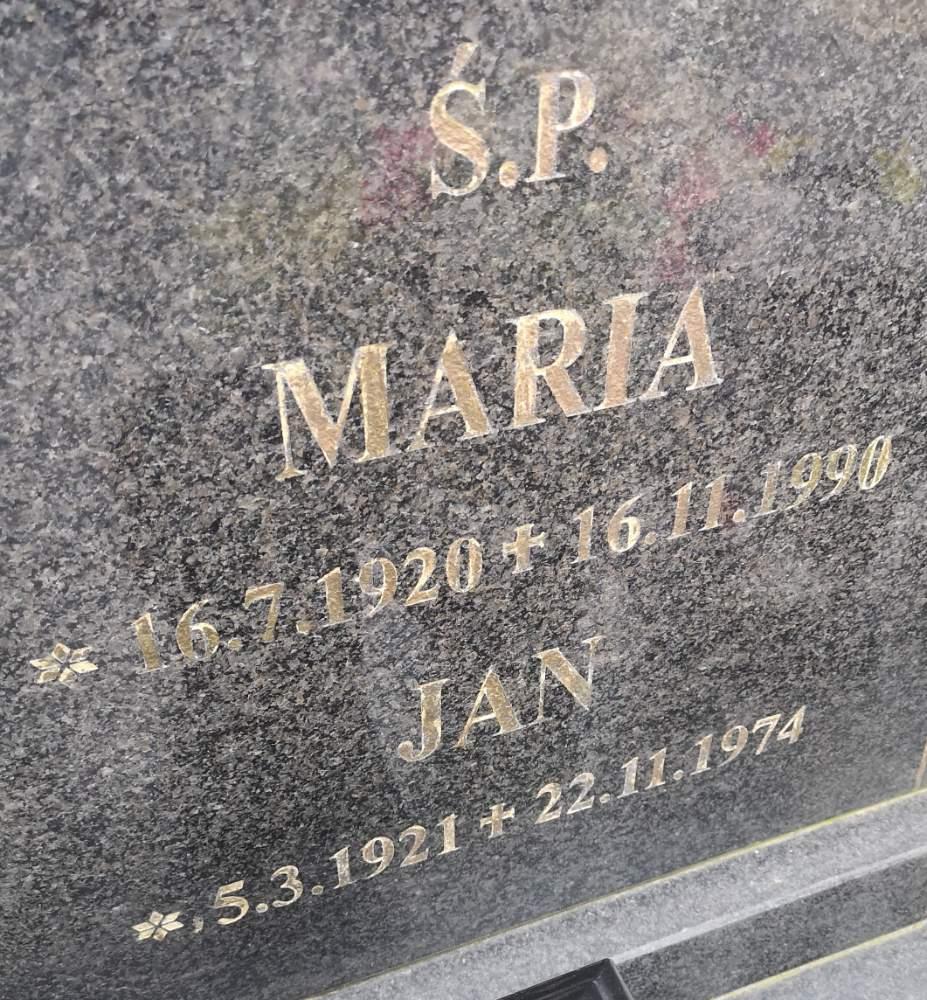 Ś.P.
MARIA
* 16.7.1920 + 16.11.1990
JAN
* 5.3.1921 + 22.11.1974